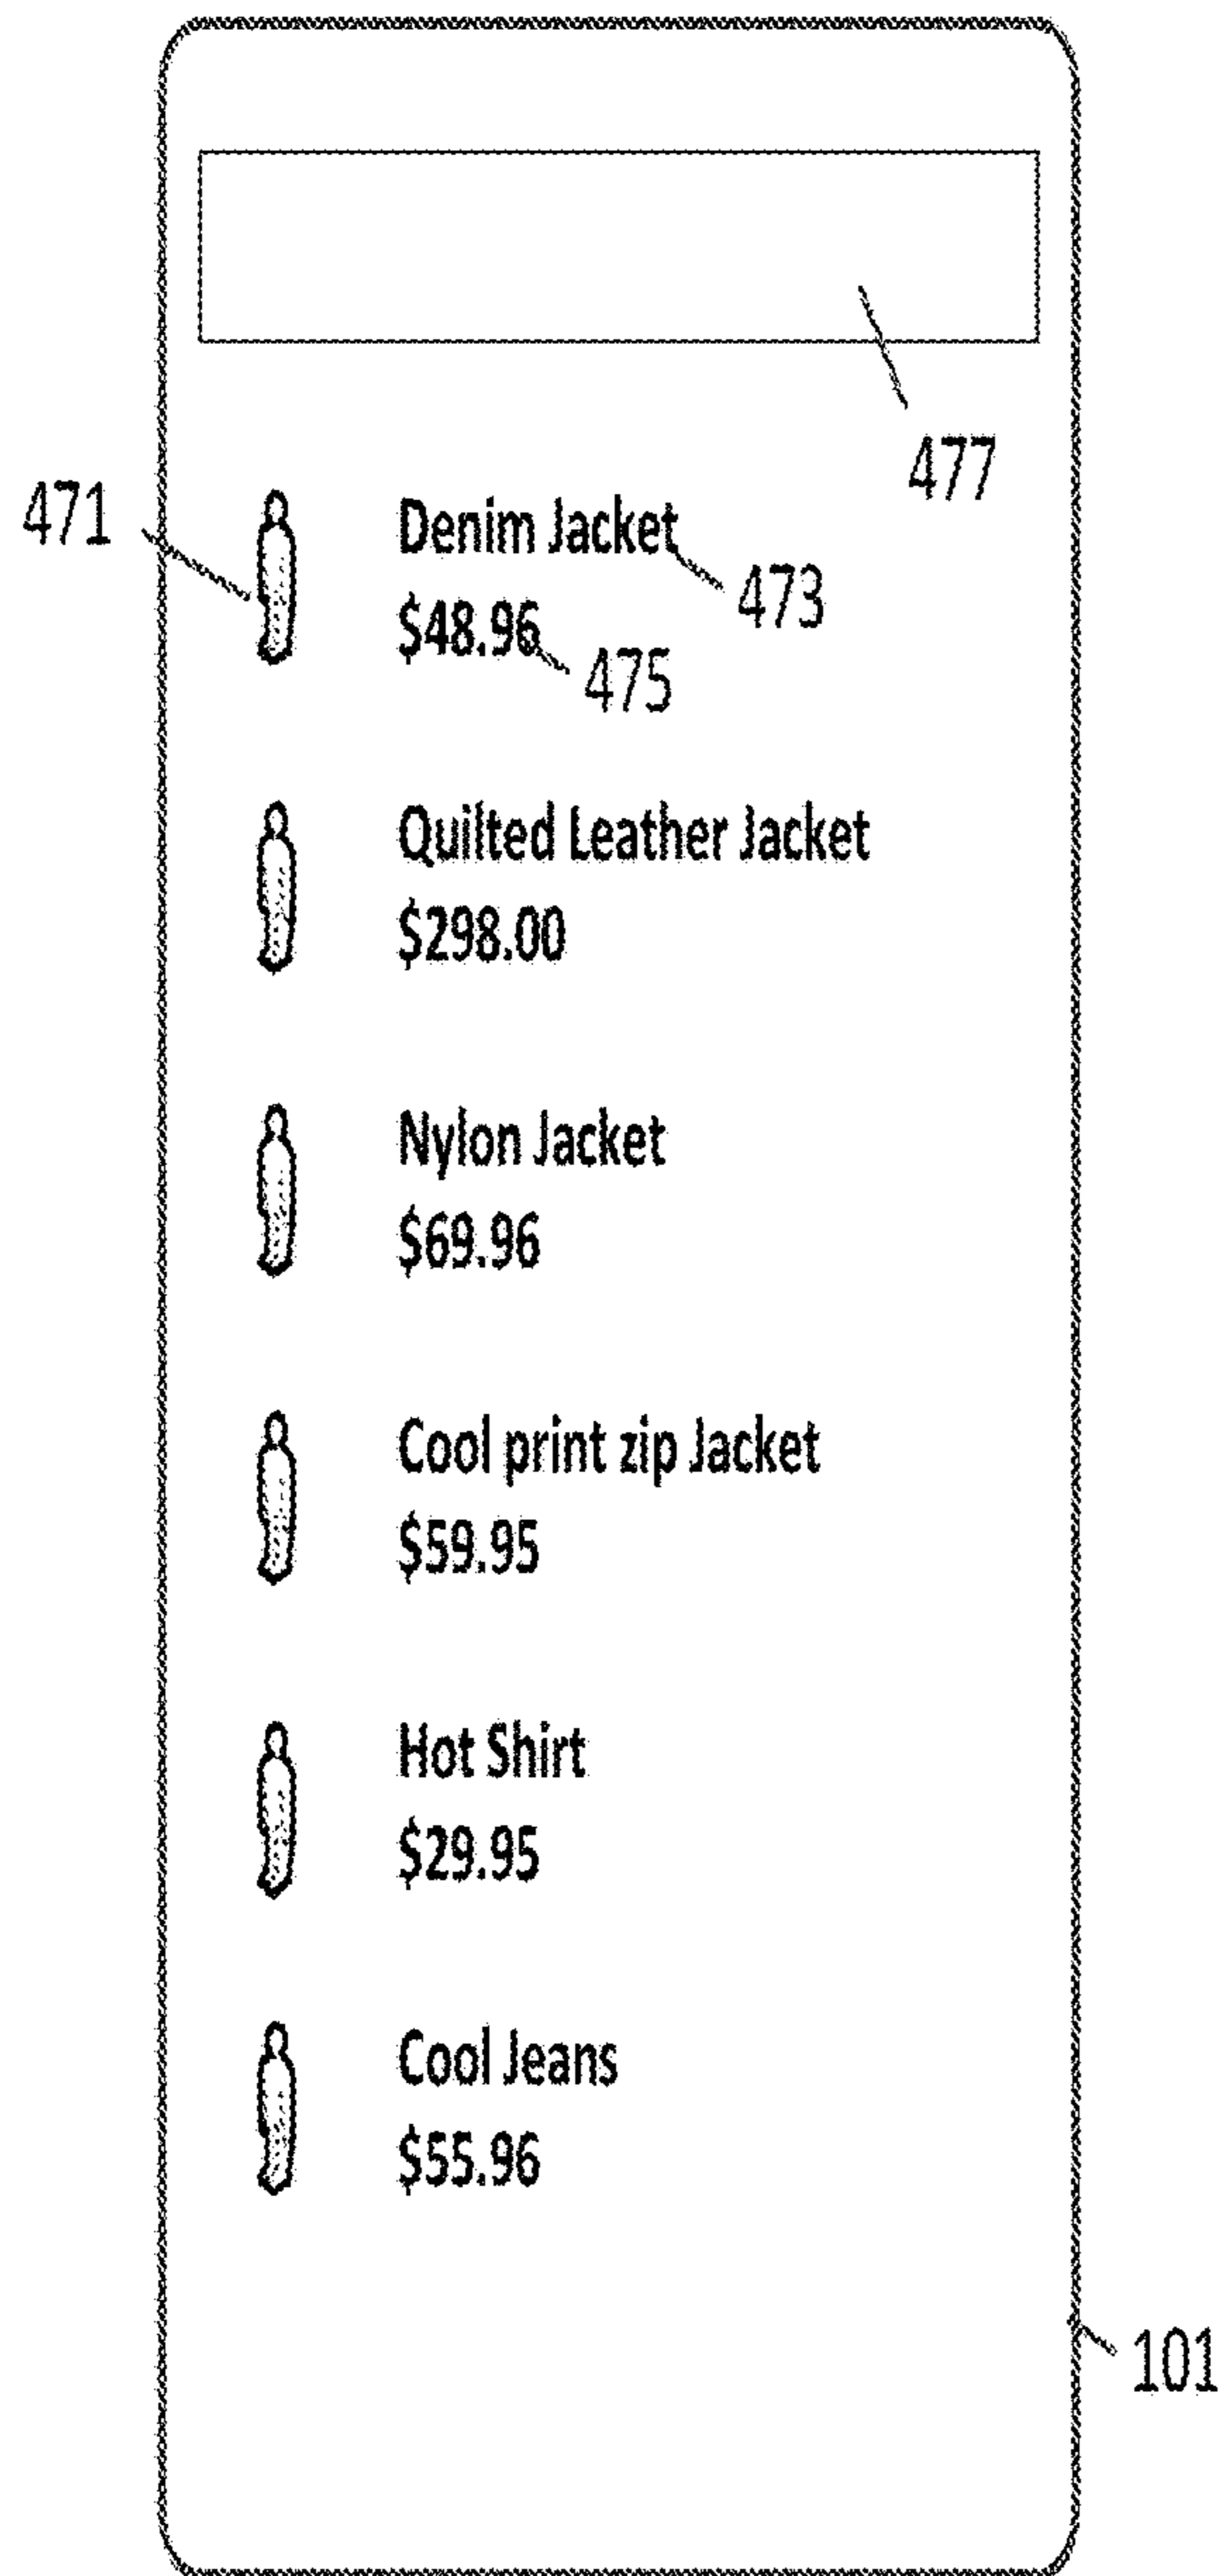 477
471
Denim Jacket
473
$48.96
475
Quilted Leather Jacket
$298.00
Nylon Jacket
$69.96
Cool print zip Jacket
$59.95
Hot Shirt
$29.95
Cool Jeans
$55.96
101